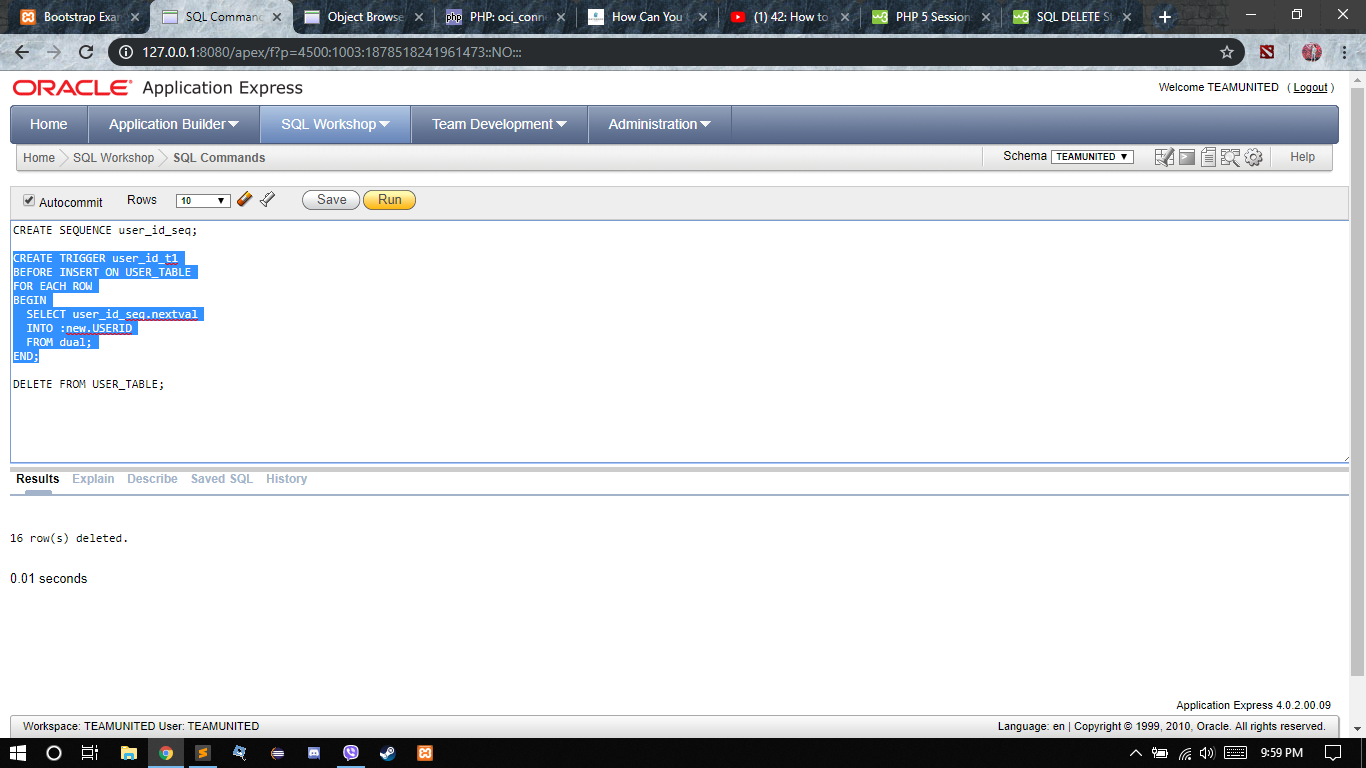 Bootstrap Exa
SQL Comman
Object Browse
php PHP: oci_conn
How Can You
(1) 42: How to
PHP 5 Session
SQL DELETE S
127.0.0.1:8080/apex/f?p=4500:1003:1878518241961473::NO:::
ORACLE Application Express
Welcome TEAMUNITED ( Logout )
Home Application Builder SQL Workshop Team Development Administration
Home SQL Workshop SQL Commands
Schema TEAMUNITED Help
Autocommit Rows 10 Save Run
CREATE SEQUENCE user_id_seq;
CREATE TRIGGER user_id_t1
BEFORE INSERT ON USER_TABLE
FOR EACH ROW
BEGIN
SELECT user_id_seq.nextval
INTO :new.USERID
FROM dual;
END;
DELETE FROM USER_TABLE;
Results Explain Describe Saved SQL History
16 row(s) deleted.
0.01 seconds
Application Express 4.0.2.00.09
Workspace: TEAMUNITED User: TEAMUNITED
Language: en | Copyright © 1999, 2010, Oracle. All rights reserved.
9:59 PM